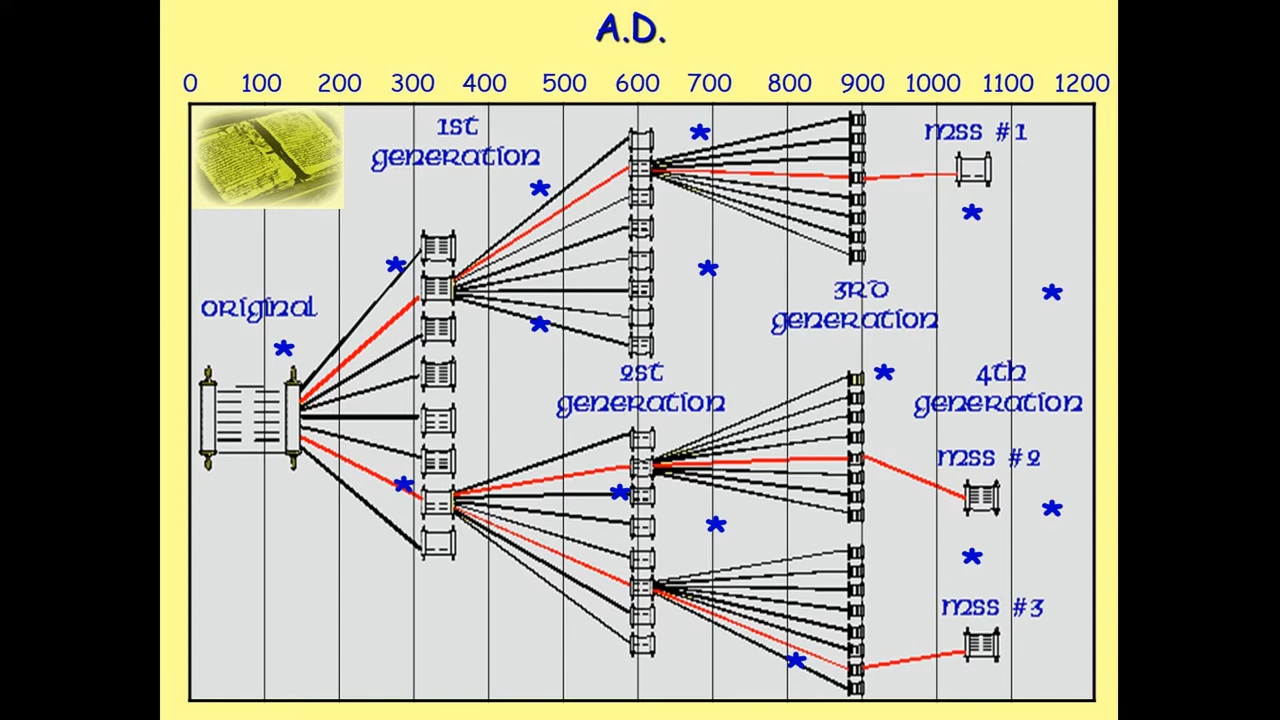 A.D.
0 100 200 300 400 500 600 700 800 900 1000 1100 1200
1ST
GENERATION
MSS #1
ORIGINAL
3RD
GENERATION
2ST
GENERATION
4TH
GENERATION
MSS #2
MSS #3